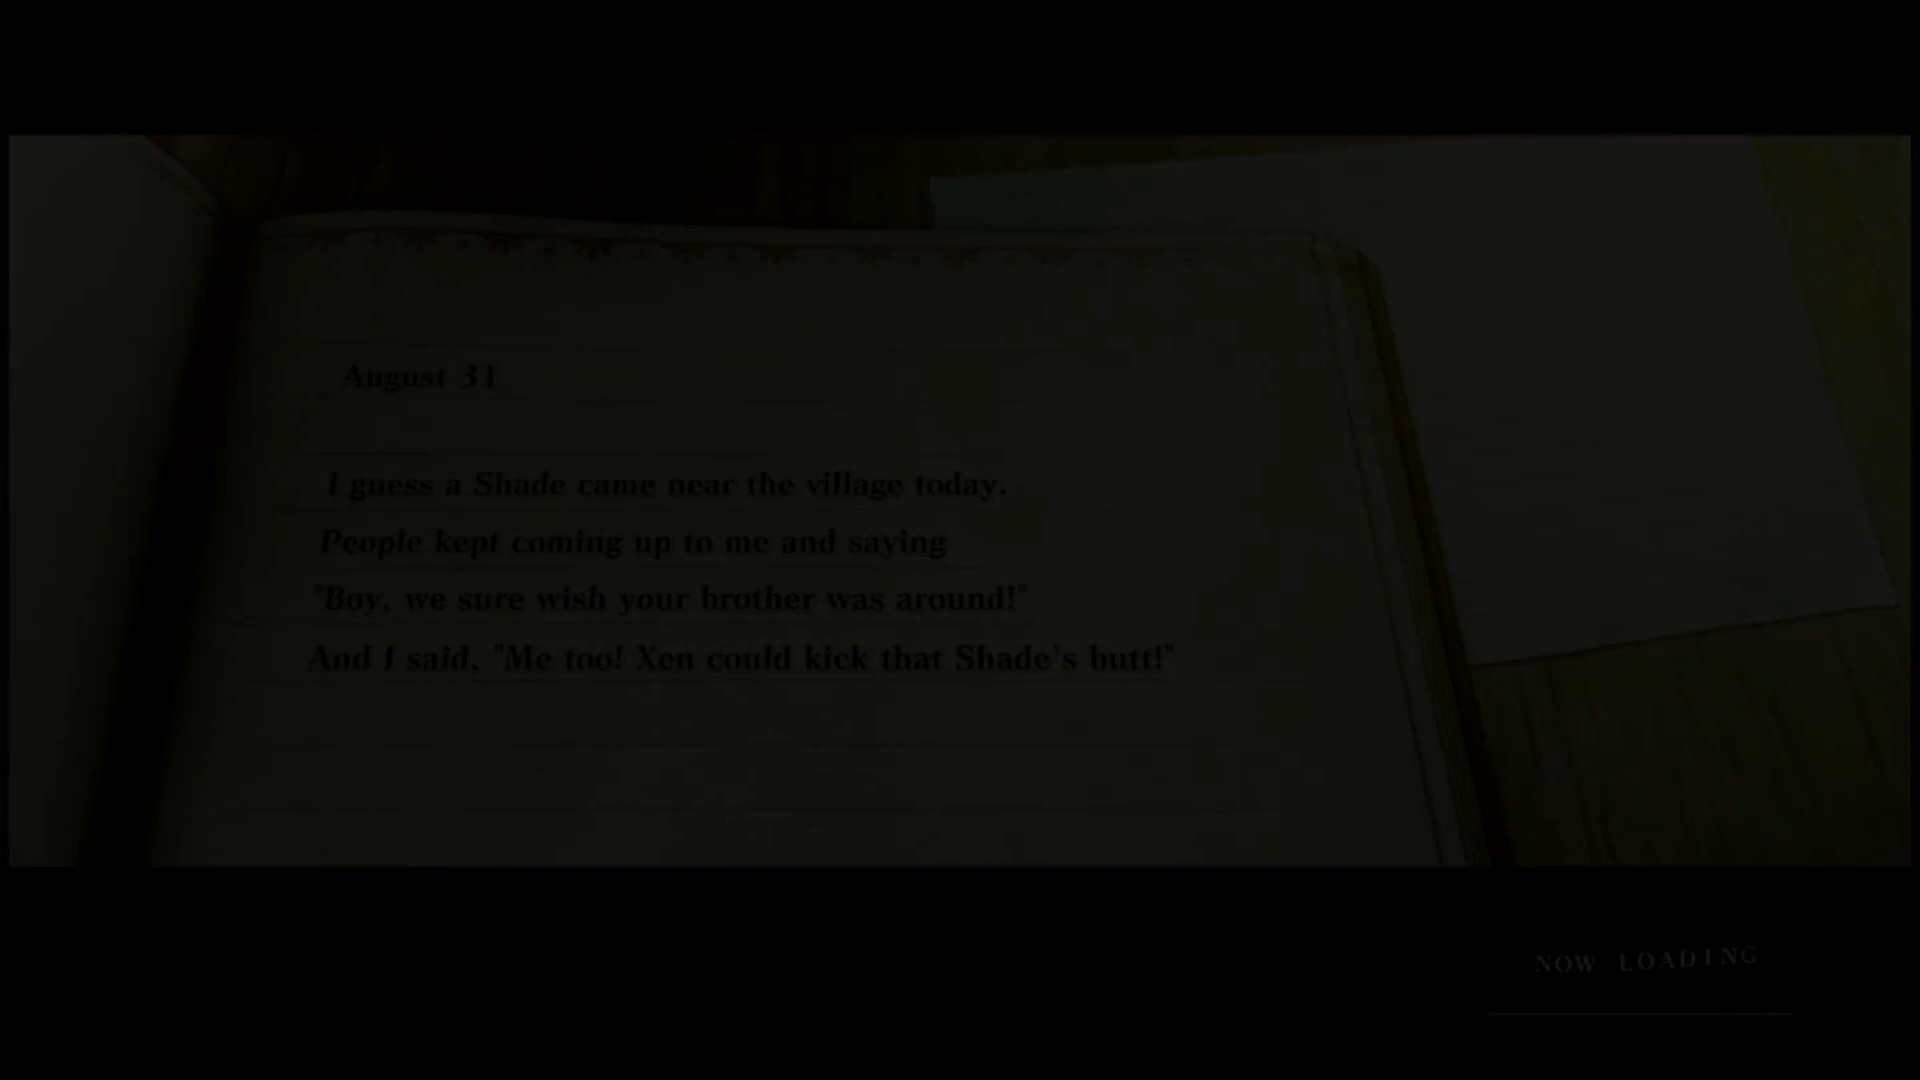 August 31
I guess a Shade came near the village today.
People kept coming up to me and saying
"Boy, we sure wish your brother was around!"
And I said, "Me too! Xen could kick that Shade's butt!"
NOW LOADING